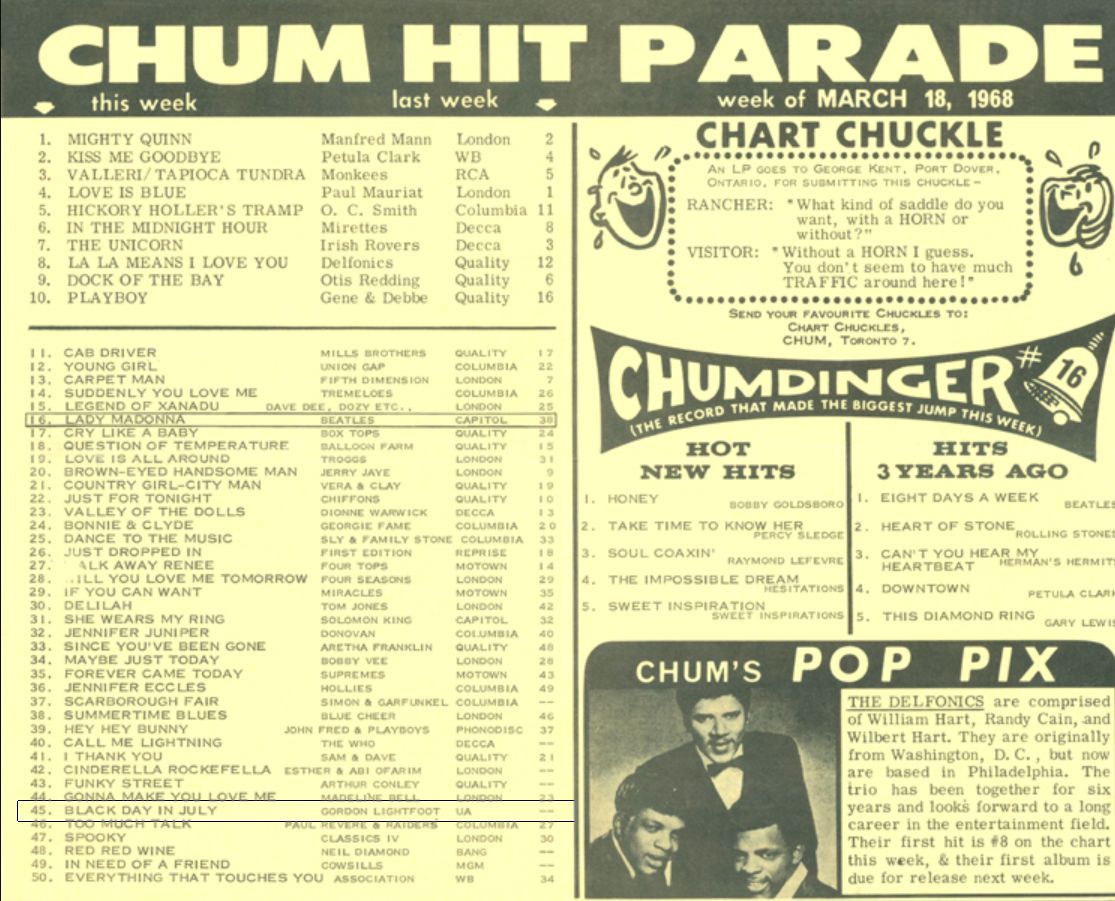 CHUM HIT PARADE
this week last week week of MARCH 18, 1968
1. MIGHTY QUINN Manfred Mann London 2
2. KISS ME GOODBYE Petula Clark WB 4
3. VALLERI/TAPIOCA TUNDRA Monkees RCA 5
4. LOVE IS BLUE Paul Mauriat London 1
5. HICKORY HOLLER'S TRAMP O. C. Smith Columbia 11
6. IN THE MIDNIGHT HOUR Mirettes Decca 8
7. THE UNICORN Irish Rovers Decca 3
8. LA LA MEANS I LOVE YOU Delfonics Quality 12
9. DOCK OF THE BAY Otis Redding Quality 6
10. PLAYBOY Gene & Debbe Quality 16
11. CAB DRIVER MILLS BROTHERS QUALITY 17
12. YOUNG GIRL UNION GAP COLUMBIA 22
13. CARPET MAN FIFTH DIMENSION LONDON 7
14. SUDDENLY YOU LOVE ME TREMELOES COLUMBIA 26
15. LEGEND OF XANADU DAVE DEE, DOZY ETC., LONDON 25
16. LADY MADONNA BEATLES CAPITOL 38
17. CRY LIKE A BABY BOX TOPS QUALITY 24
18. QUESTION OF TEMPERATURE BALLOON FARM QUALITY 15
19. LOVE IS ALL AROUND TROGGS LONDON 31
20. BROWN-EYED HANDSOME MAN JERRY JAYE LONDON 9
21. COUNTRY GIRL-CITY MAN VERA & CLAY QUALITY 19
22. JUST FOR TONIGHT CHIFFONS QUALITY 10
23. VALLEY OF THE DOLLS DIONNE WARWICK DECCA 13
24. BONNIE & CLYDE GEORGIE FAME COLUMBIA 20
25. DANCE TO THE MUSIC SLY & FAMILY STONE COLUMBIA 33
26. JUST DROPPED IN FIRST EDITION REPRISE 18
27. ALK AWAY RENEE FOUR TOPS MOTOWN 14
28. ILL YOU LOVE ME TOMORROW FOUR SEASONS LONDON 29
29. IF YOU CAN WANT MIRACLES MOTOWN 35
30. DELILAH TOM JONES LONDON 42
31. SHE WEARS MY RING SOLOMON KING CAPITOL 32
32. JENNIFER JUNIPER DONOVAN COLUMBIA 40
33. SINCE YOU'VE BEEN GONE ARETHA FRANKLIN QUALITY 48
34. MAYBE JUST TODAY BOBBY VEE LONDON 28
35. FOREVER CAME TODAY SUPREMES MOTOWN 43
36. JENNIFER ECCLES HOLLIES COLUMBIA 49
37. SCARBOROUGH FAIR SIMON & GARFUNKEL COLUMBIA --
38. SUMMERTIME BLUES BLUE CHEER LONDON 46
39. HEY HEY BUNNY JOHN FRED & PLAYBOYS PHONODISC 37
40. CALL ME LIGHTNING THE WHO DECCA --
41. I THANK YOU SAM & DAVE QUALITY 21
42. CINDERELLA ROCKEFELLA ESTHER & ABI OFARIM LONDON --
43. FUNKY STREET ARTHUR CONLEY QUALITY --
44. GONNA MAKE YOU LOVE ME MADELINE BELL LONDON 23
45. BLACK DAY IN JULY GORDON LIGHTFOOT UA --
46. TOO MUCH TALK PAUL REVERE & RAIDERS COLUMBIA 27
47. SPOOKY CLASSICS IV LONDON 30
48. RED RED WINE NEIL DIAMOND BANG --
49. IN NEED OF A FRIEND COWSILLS MGM --
50. EVERYTHING THAT TOUCHES YOU ASSOCIATION WB 34
CHART CHUCKLE
AN LP GOES TO GEORGE KENT, PORT DOVER,
ONTARIO, FOR SUBMITTING THIS CHUCKLE -
RANCHER: "What kind of saddle do you
want, with a HORN or
without?"
VISITOR: "Without a HORN I guess.
You don't seem to have much
TRAFFIC around here!"
SEND YOUR FAVOURITE CHUCKLES TO:
CHART CHUCKLES,
CHUM, TORONTO 7.
CHUMDINGER #16
(THE RECORD THAT MADE THE BIGGEST JUMP THIS WEEK)
HOT
NEW HITS
1. HONEY
BOBBY GOLDSBORO
2. TAKE TIME TO KNOW HER
PERCY SLEDGE
3. SOUL COAXIN'
RAYMOND LEFEVRE
4. THE IMPOSSIBLE DREAM
HESITATIONS
5. SWEET INSPIRATION
SWEET INSPIRATIONS
HITS
3 YEARS AGO
1. EIGHT DAYS A WEEK
BEATLES
2. HEART OF STONE
ROLLING STONES
3. CAN'T YOU HEAR MY
HEARTBEAT HERMAN'S HERMITS
4. DOWNTOWN
PETULA CLARK
5. THIS DIAMOND RING
GARY LEWIS
CHUM'S POP PIX
THE DELFONICS are comprised
of William Hart, Randy Cain, and
Wilbert Hart. They are originally
from Washington, D. C., but now
are based in Philadelphia. The
trio has been together for six
years and looks forward to a long
career in the entertainment field.
Their first hit is #8 on the chart
this week, & their first album is
due for release next week.